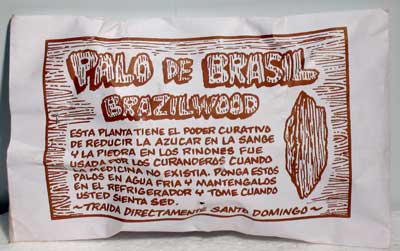 PALO DE BRASIL
BRAZILWOOD
ESTA PLANTA TIENE EL PODER CURATIVO
DE REDUCIR LA AZUCAR EN LA SANGE
Y LA PIEDRA EN LOS RINONES FUE
USADA POR LOS CURANDEROS CUANDO
LA MEDICINA NO EXISTIA. PONGA ESTOS
PALOS EN AGUA FRIA Y MANTENGALOS
EN EL REFRIGERADOR Y TOME CUANDO
USTED SIENTA SED.
~TRAIDA DIRECTAMENTE SANTO DOMINGO~